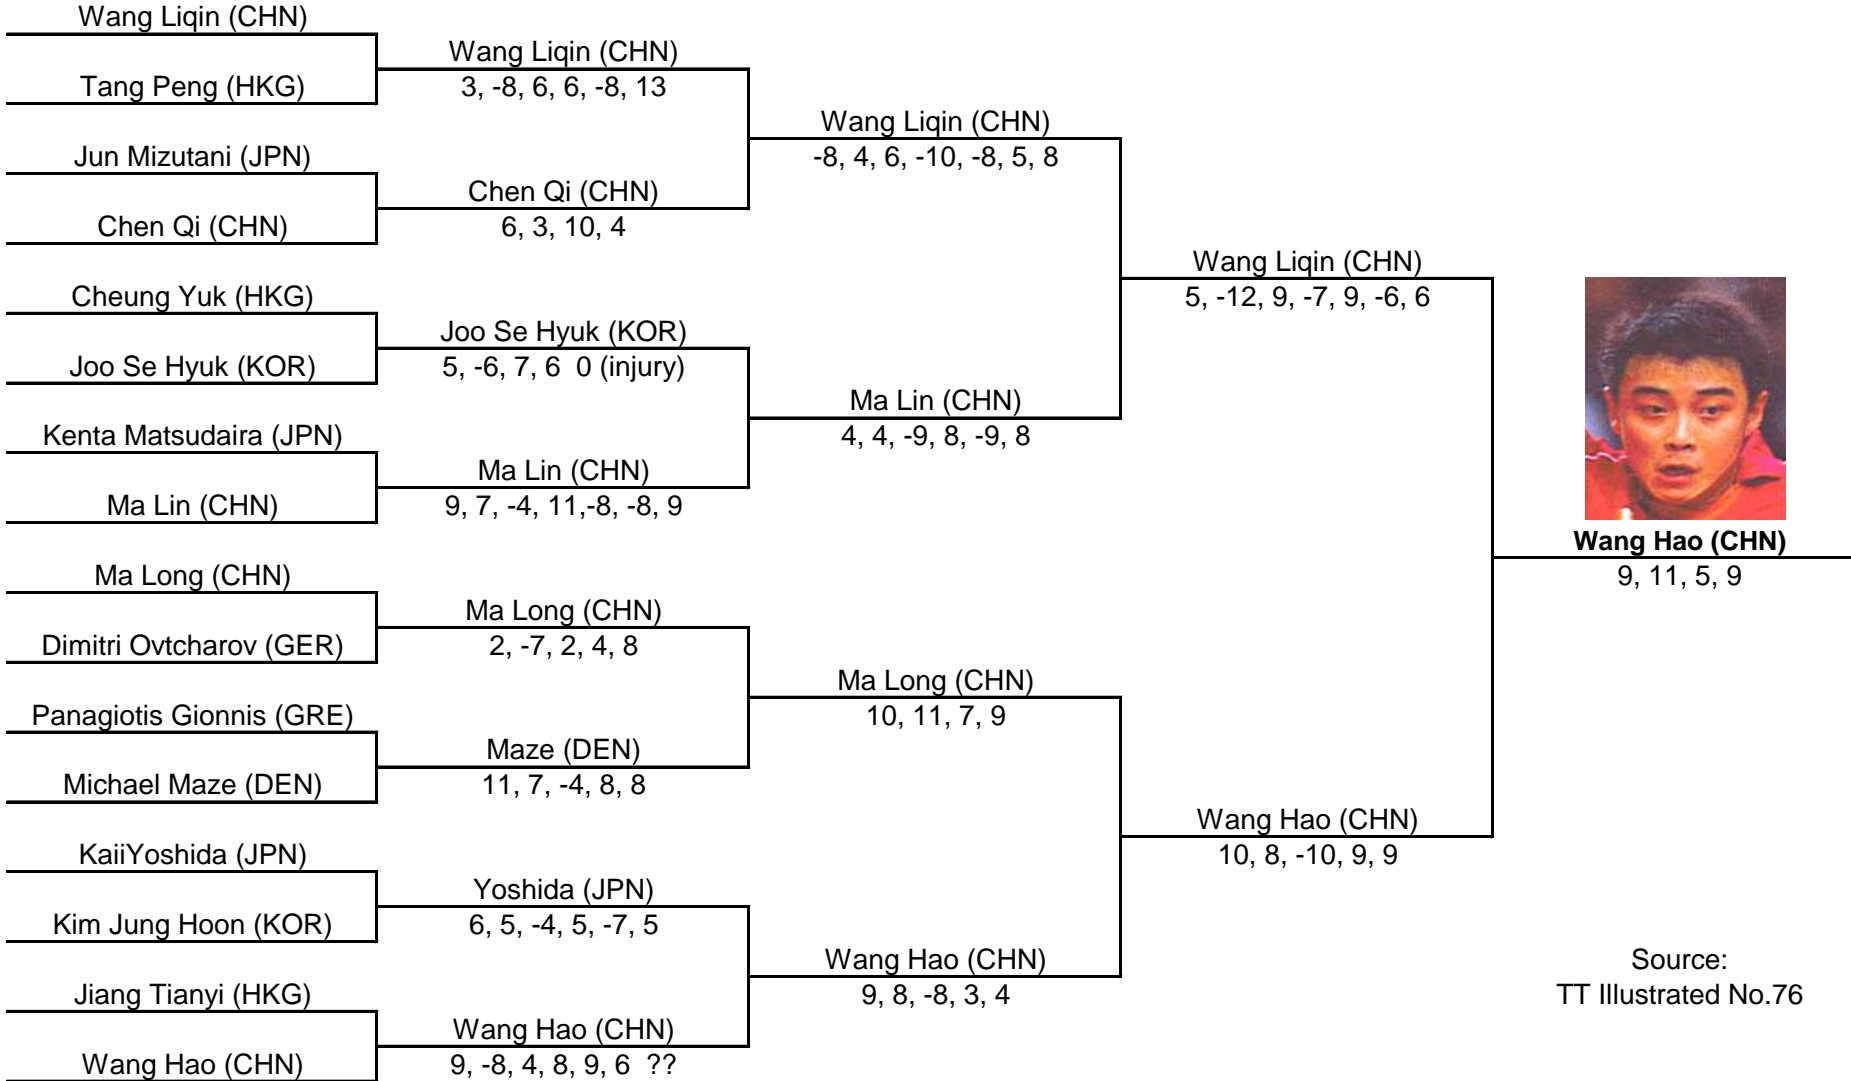 Wang Liqin (CHN)
Tang Peng (HKG)
Jun Mizutani (JPN)
Chen Qi (CHN)
Cheung Yuk (HKG)
Joo Se Hyuk (KOR)
Kenta Matsudaira (JPN)
Ma Lin (CHN)
Ma Long (CHN)
Dimitri Ovtcharov (GER)
Panagiotis Gionnis (GRE)
Michael Maze (DEN)
KaiiYoshida (JPN)
Kim Jung Hoon (KOR)
Jiang Tianyi (HKG)
Wang Hao (CHN)
Wang Liqin (CHN)
3, -8, 6, 6, -8, 13
Chen Qi (CHN)
6, 3, 10, 4
Joo Se Hyuk (KOR)
5, -6, 7, 6  0 (injury)
Ma Lin (CHN)
9, 7, -4, 11,-8, -8, 9
Ma Long (CHN)
2, -7, 2, 4, 8
Maze (DEN)
11, 7, -4, 8, 8
Yoshida (JPN)
6, 5, -4, 5, -7, 5
Wang Hao (CHN)
9, -8, 4, 8, 9, 6  ??
Wang Liqin (CHN)
-8, 4, 6, -10, -8, 5, 8
Ma Lin (CHN)
4, 4, -9, 8, -9, 8
Ma Long (CHN)
10, 11, 7, 9
Wang Hao (CHN)
9, 8, -8, 3, 4
Wang Liqin (CHN)
5, -12, 9, -7, 9, -6, 6
Wang Hao (CHN)
10, 8, -10, 9, 9
Wang Hao (CHN)
9, 11, 5, 9
Source:
TT Illustrated No.76